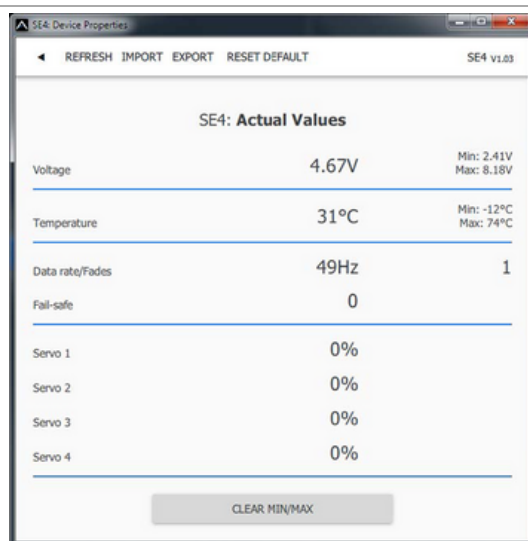 SE4: Device Properties
REFRESH IMPORT EXPORT RESET DEFAULT SE4 v1.03
SE4: Actual Values
Voltage 4.67V Min: 2.41V
Max: 8.18V
Temperature 31°C Min: -12°C
Max: 74°C
Data rate/Fades 49Hz 1
Fail-safe 0
Servo 1 0%
Servo 2 0%
Servo 3 0%
Servo 4 0%
CLEAR MIN/MAX